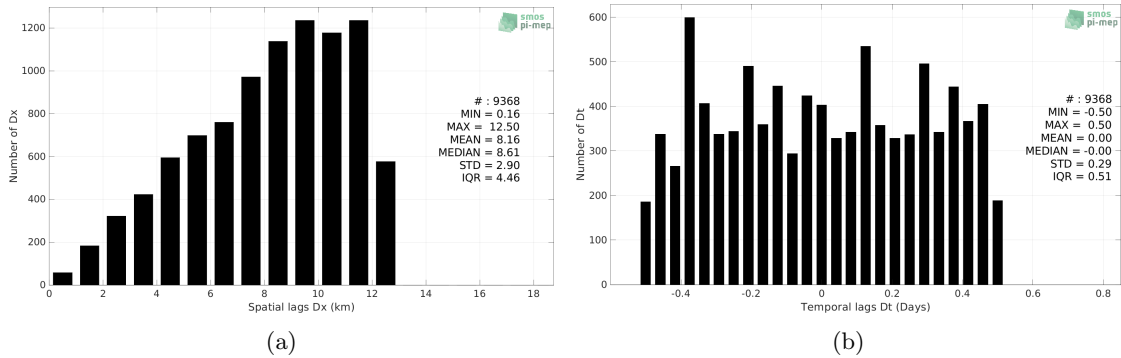 smos
pi-mep
1200
1000
800
600
400
200
0
Number of Dx
# : 9368
MIN = 0.16
MAX = 12.50
MEAN = 8.16
MEDIAN = 8.61
STD = 2.90
IQR = 4.46
0 2 4 6 8 10 12 14 16 18
Spatial lags Dx (km)
(a)
smos
pi-mep
600
500
400
300
200
100
0
Number of Dt
# : 9368
MIN = -0.50
MAX = 0.50
MEAN = 0.00
MEDIAN = -0.00
STD = 0.29
IQR = 0.51
-0.4 -0.2 0 0.2 0.4 0.6 0.8
Temporal lags Dt (Days)
(b)